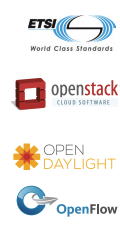 ETSI
World Class Standards
openstack
CLOUD SOFTWARE
OPEN
DAYLIGHT
OpenFlow